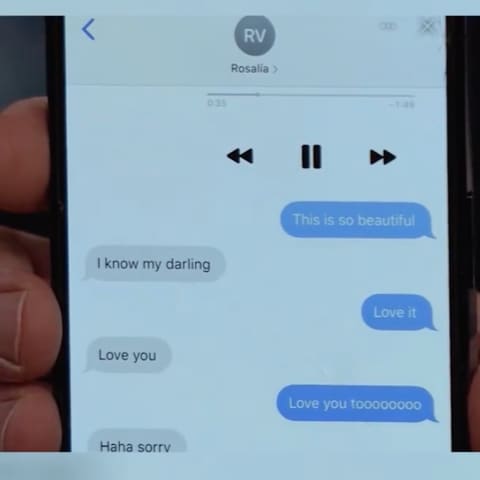 RV
Rosalía >
0:35
-1:49
This is so beautiful
I know my darling
Love it
Love you
Love you toooooooo
Haha sorry